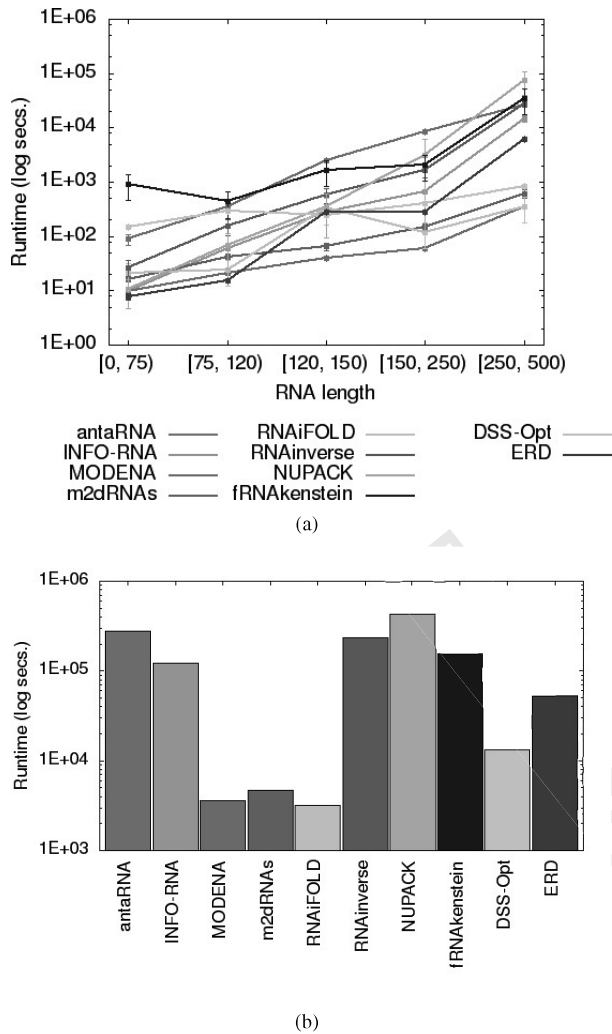 1E+06
1E+05
1E+04
1E+03
1E+02
1E+01
1E+00
Runtime (log secs.)
[0, 75) [75, 120) [120, 150) [150, 250) [250, 500)
RNA length
antaRNA RNAiFOLD DSS-Opt
INFO-RNA RNAinverse ERD
MODENA NUPACK
m2dRNAs fRNAkenstein
(a)
1E+06
1E+05
1E+04
1E+03
Runtime (log secs.)
antaRNA
INFO-RNA
MODENA
m2dRNAs
RNAiFOLD
RNAinverse
NUPACK
fRNAkenstein
DSS-Opt
ERD
(b)